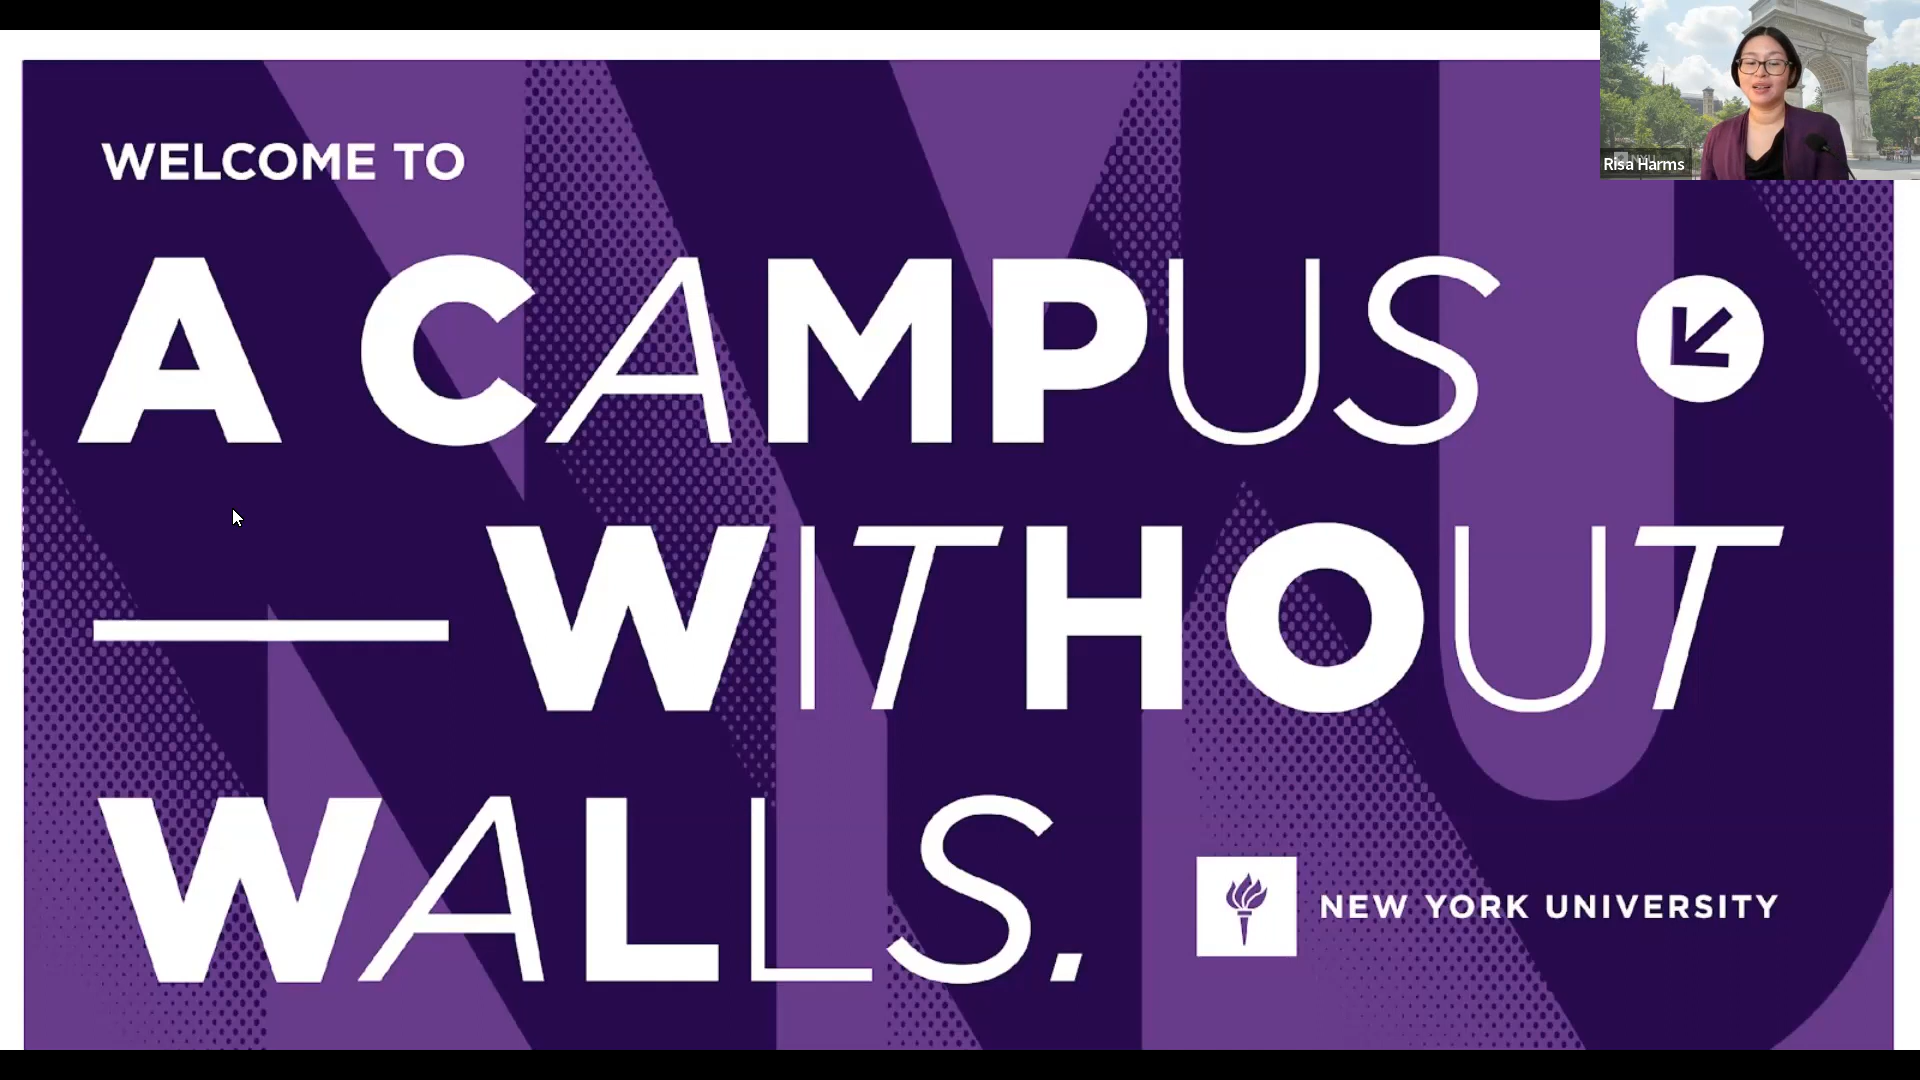 WELCOME TO
A CAMPUS
WITHOUT
WALLS.
NEW YORK UNIVERSITY
Risa Harms